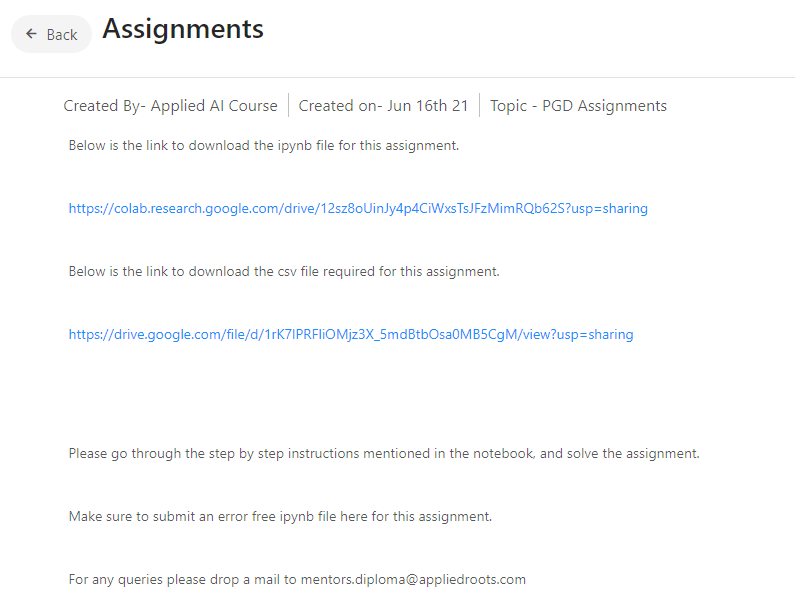 Back
Assignments
Created By- Applied AI Course
Created on- Jun 16th 21
Topic - PGD Assignments
Below is the link to download the ipynb file for this assignment.
https://colab.research.google.com/drive/12sz8oUinJy4p4CiWxsTsJFzMimRQb62S?usp=sharing
Below is the link to download the csv file required for this assignment.
https://drive.google.com/file/d/1rK7lPRFIiOMjz3X_5mdBtbOsa0MB5CgM/view?usp=sharing
Please go through the step by step instructions mentioned in the notebook, and solve the assignment.
Make sure to submit an error free ipynb file here for this assignment.
For any queries please drop a mail to mentors.diploma@appliedroots.com